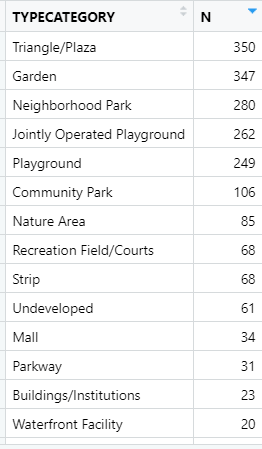 TYPECATEGORY N
Triangle/Plaza 350
Garden 347
Neighborhood Park 280
Jointly Operated Playground 262
Playground 249
Community Park 106
Nature Area 85
Recreation Field/Courts 68
Strip 68
Undeveloped 61
Mall 34
Parkway 31
Buildings/Institutions 23
Waterfront Facility 20